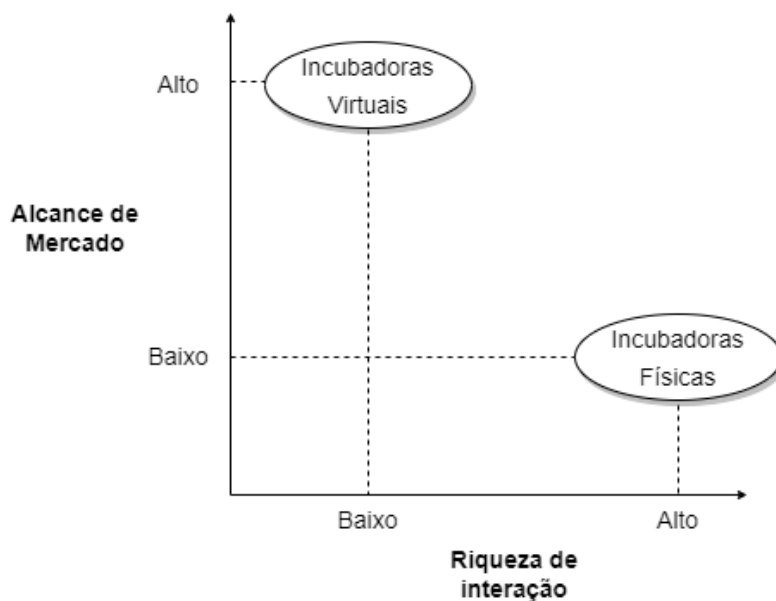 Incubadoras
Virtuais
Alto
Alcance de
Mercado
Incubadoras
Físicas
Baixo
Baixo
Alto
Riqueza de
interação